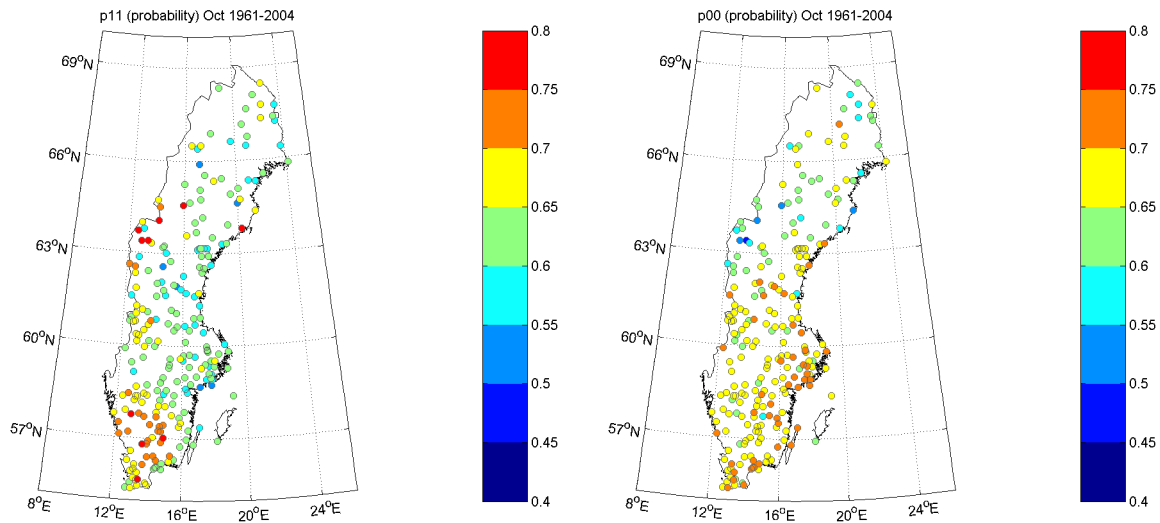 p11 (probability) Oct 1961-2004
69°N
66°N
63°N
60°N
57°N
8°E
12°E
16°E
20°E
24°E
0.8
0.75
0.7
0.65
0.6
0.55
0.5
0.45
0.4
p00 (probability) Oct 1961-2004
69°N
66°N
63°N
60°N
57°N
8°E
12°E
16°E
20°E
24°E
0.8
0.75
0.7
0.65
0.6
0.55
0.5
0.45
0.4